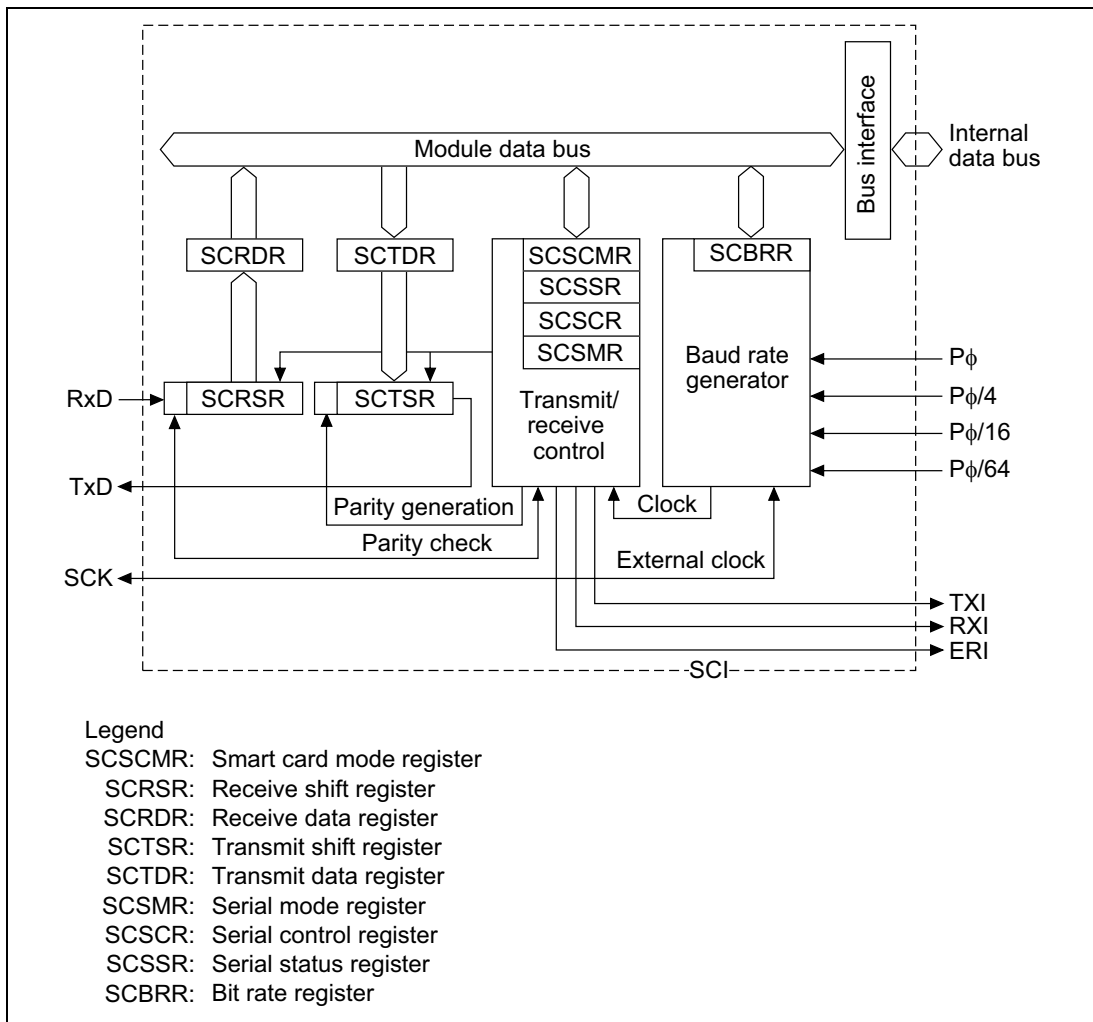 Bus interface
Internal
data bus
Module data bus
SCRDR
SCTDR
SCSCMR
SCSSR
SCSCR
SCSMR
Transmit/
receive
control
SCBRR
Baud rate
generator
Pϕ
Pϕ/4
Pϕ/16
Pϕ/64
RxD
SCRSR
SCTSR
TxD
Parity generation
Clock
Parity check
External clock
SCK
TXI
RXI
ERI
SCI
Legend
SCSCMR: Smart card mode register
SCRSR: Receive shift register
SCRDR: Receive data register
SCTSR: Transmit shift register
SCTDR: Transmit data register
SCSMR: Serial mode register
SCSCR: Serial control register
SCSSR: Serial status register
SCBRR: Bit rate register